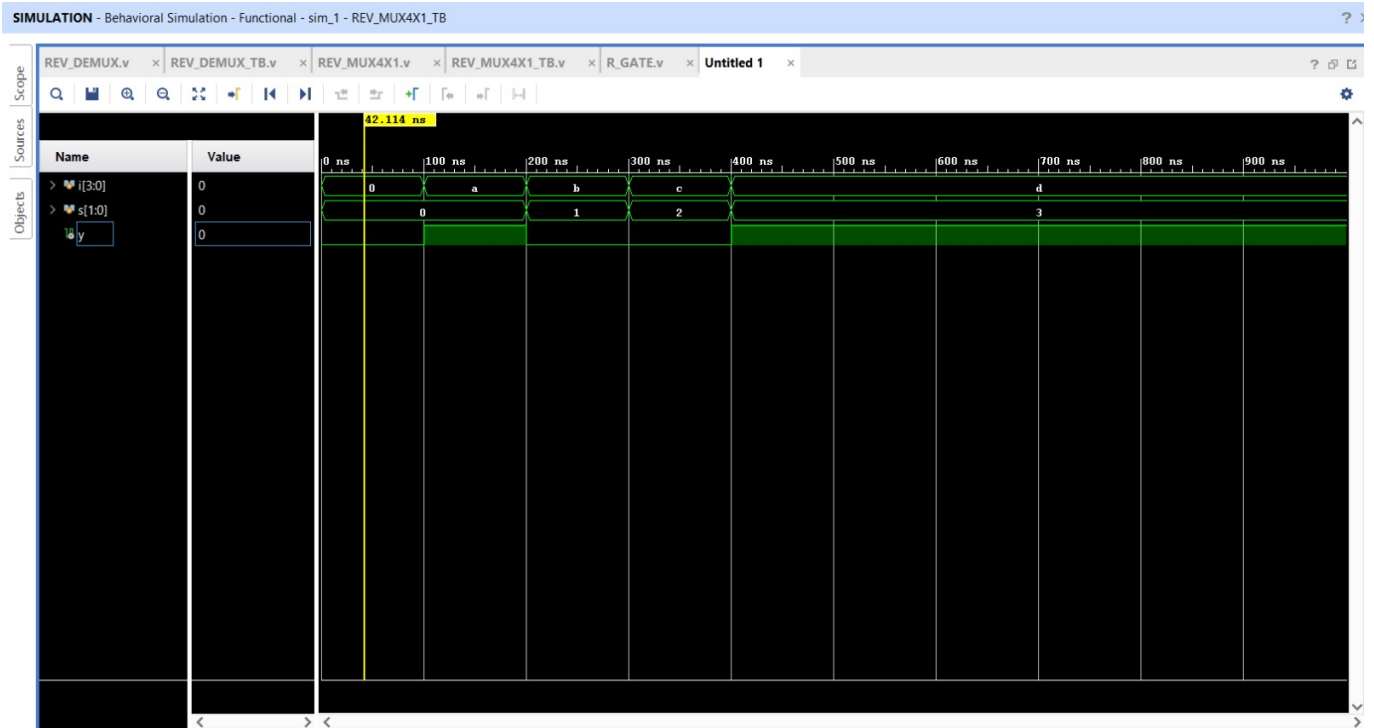 SIMULATION - Behavioral Simulation - Functional - sim_1 - REV_MUX4X1_TB ?
REV_DEMUX.v × REV_DEMUX_TB.v × REV_MUX4X1.v × REV_MUX4X1_TB.v × R_GATE.v × Untitled 1 × ?
Scope
Sources
Objects
42.114 ns
Name Value 0 ns 100 ns 200 ns 300 ns 400 ns 500 ns 600 ns 700 ns 800 ns 900 ns
> i[3:0] 0 0 a b c d
> s[1:0] 0 0 1 2 3
y 0